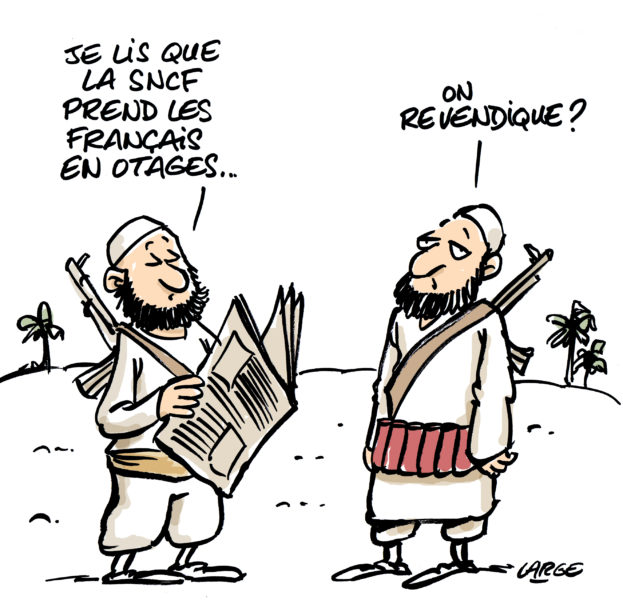 JE LIS QUE
LA SNCF
PREND LES
FRANÇAIS
EN OTAGES...
ON
REVENDIQUE?
LARGE